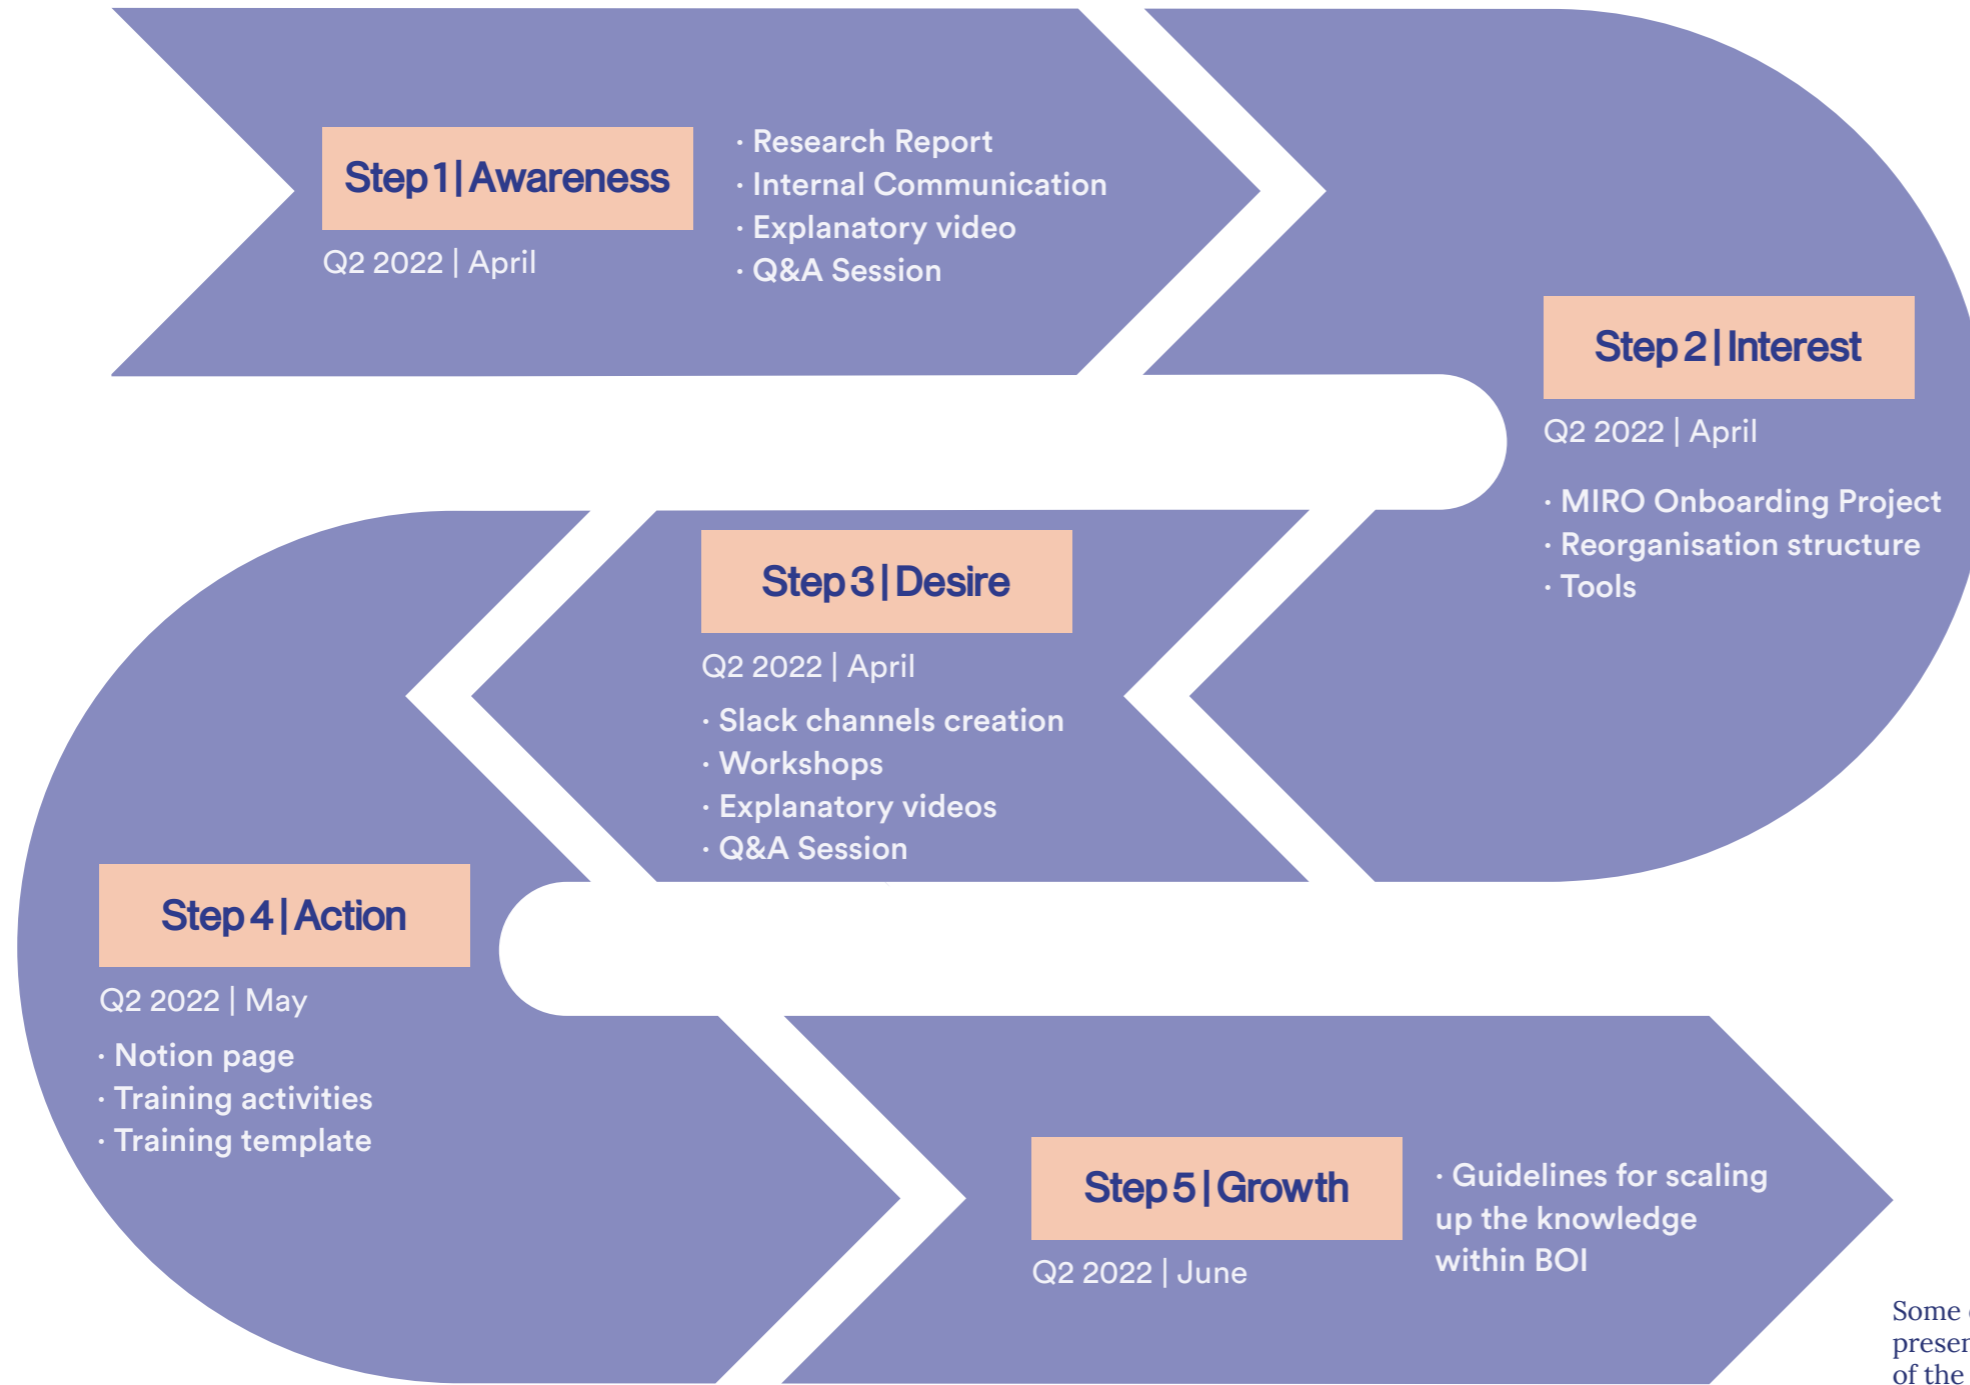 Step 1 | Awareness
Q2 2022 | April
· Research Report
· Internal Communication
· Explanatory video
· Q&A Session
Step 2 | Interest
Q2 2022 | April
· MIRO Onboarding Project
· Reorganisation structure
· Tools
Step 3 | Desire
Q2 2022 | April
· Slack channels creation
· Workshops
· Explanatory videos
· Q&A Session
Step 4 | Action
Q2 2022 | May
· Notion page
· Training activities
· Training template
Step 5 | Growth
Q2 2022 | June
· Guidelines for scaling
up the knowledge
within BOI
Some
of the